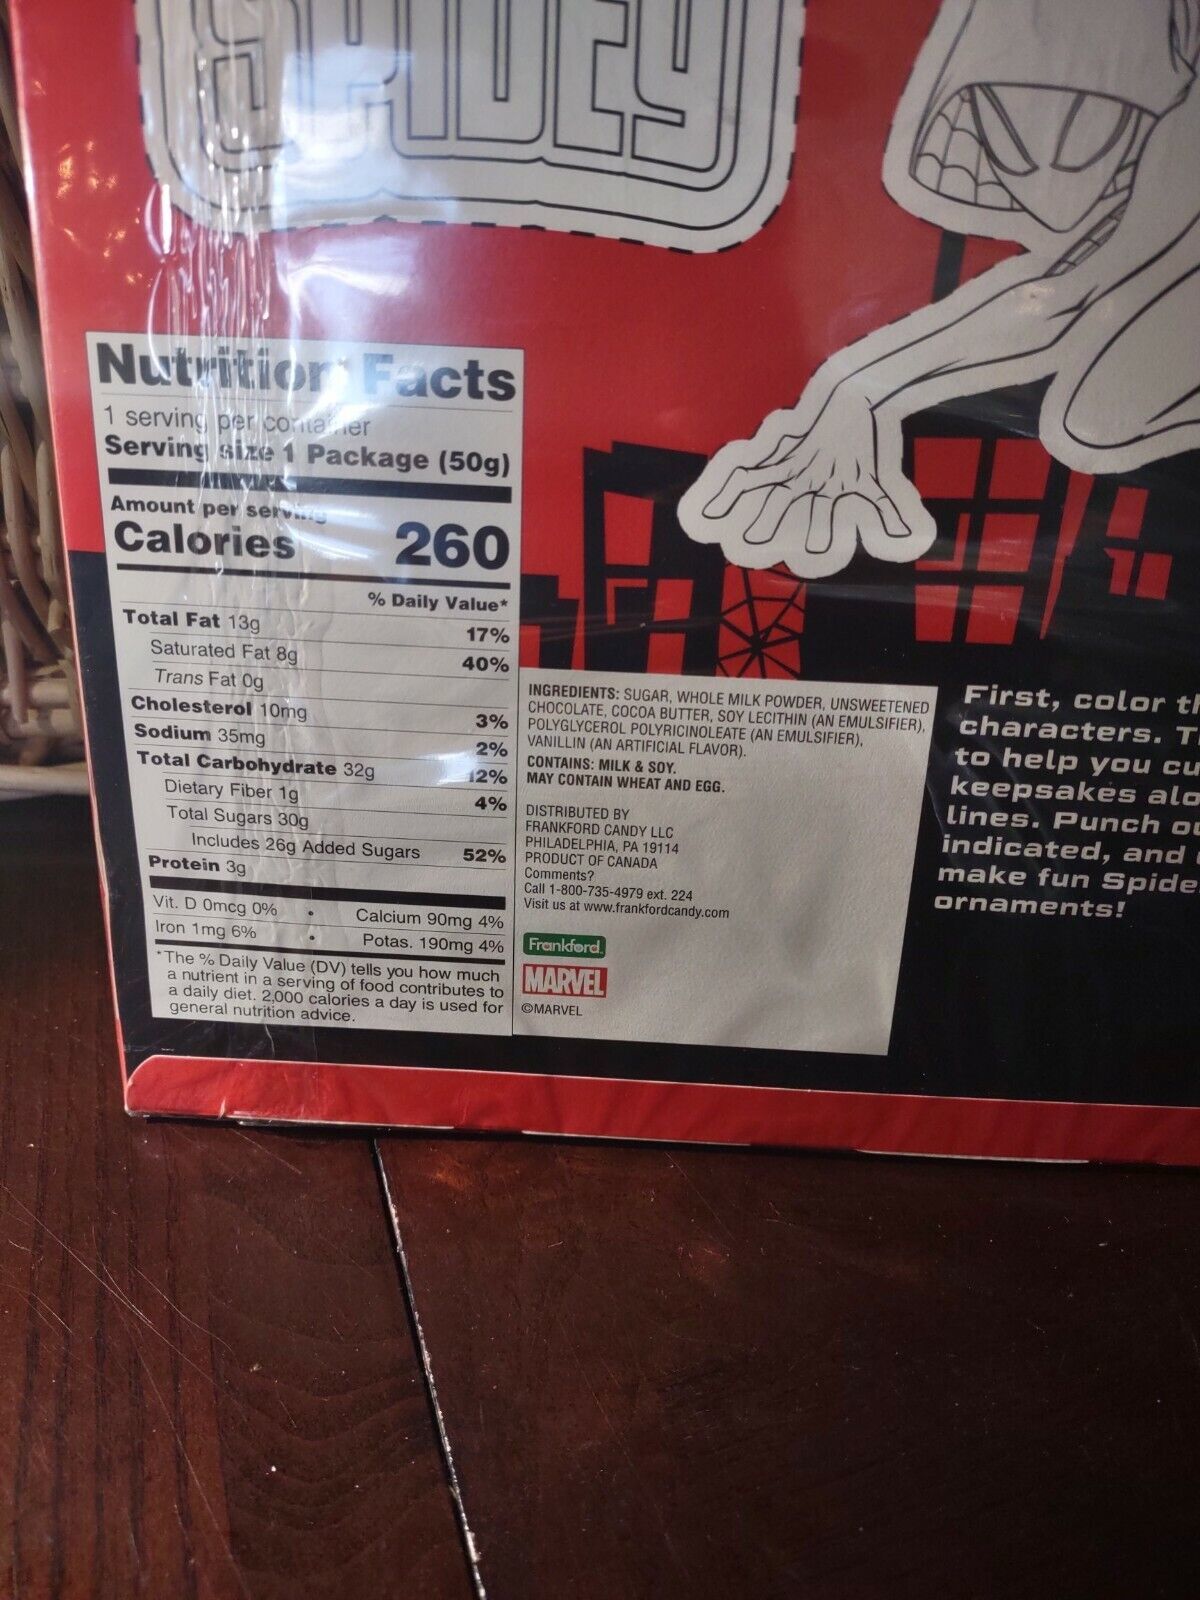 SPIDEY
Nutrition Facts
1 serving per container
Serving size 1 Package (50g)
Amount per serving
Calories 260
% Daily Value*
Total Fat 13g 17%
Saturated Fat 8g 40%
Trans Fat 0g
Cholesterol 10mg 3%
Sodium 35mg 2%
Total Carbohydrate 32g 12%
Dietary Fiber 1g 4%
Total Sugars 30g
Includes 26g Added Sugars 52%
Protein 3g
Vit. D 0mcg 0% • Calcium 90mg 4%
Iron 1mg 6% • Potas. 190mg 4%
*The % Daily Value (DV) tells you how much
a nutrient in a serving of food contributes to
a daily diet. 2,000 calories a day is used for
general nutrition advice.
INGREDIENTS: SUGAR, WHOLE MILK POWDER, UNSWEETENED
CHOCOLATE, COCOA BUTTER, SOY LECITHIN (AN EMULSIFIER),
POLYGLYCEROL POLYRICINOLEATE (AN EMULSIFIER),
VANILLIN (AN ARTIFICIAL FLAVOR).
CONTAINS: MILK & SOY.
MAY CONTAIN WHEAT AND EGG.
DISTRIBUTED BY
FRANKFORD CANDY LLC
PHILADELPHIA, PA 19114
PRODUCT OF CANADA
Comments?
Call 1-800-735-4979 ext. 224
Visit us at www.frankfordcandy.com
Frankford.
MARVEL
©MARVEL
First, color
characters.
to help you
keepsakes
lines. Punch
indicated, and
make fun
ornaments!